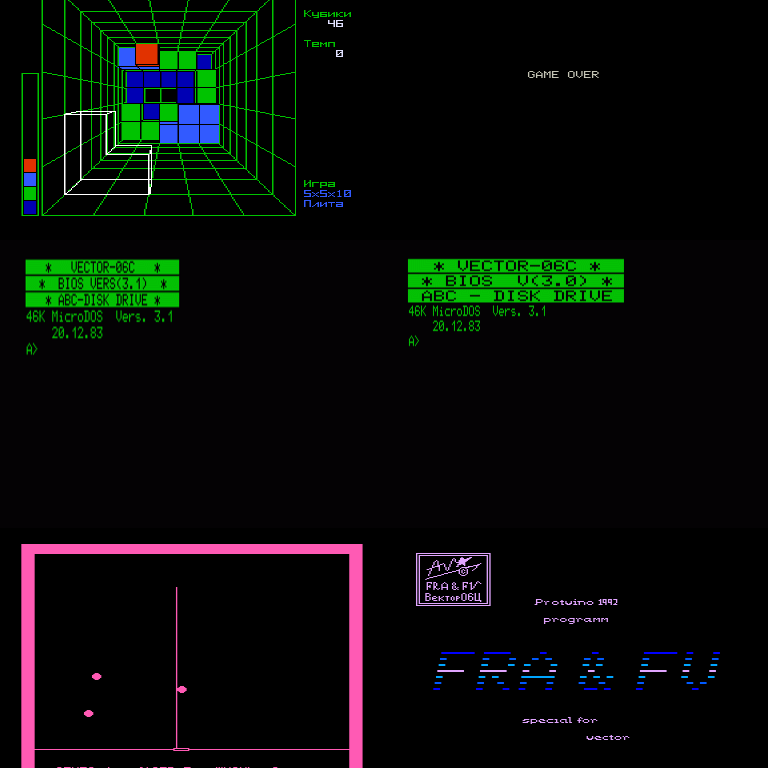 Кубики
46
Темп
0
Игра
5x5x10
Плита
GAME OVER
* VECTOR-06C *
* BIOS VERS(3.1) *
* ABC-DISK DRIVE *
46K MicroDOS Vers. 3.1
20.12.83
A>
* VECTOR-06C *
* BIOS V(3.0) *
ABC - DISK DRIVE
46K MicroDOS Vers. 3.1
20.12.83
A>
FRA & FV
Вектор06Ц
Protwino 1992
programm
FRA & FV
special for
vector